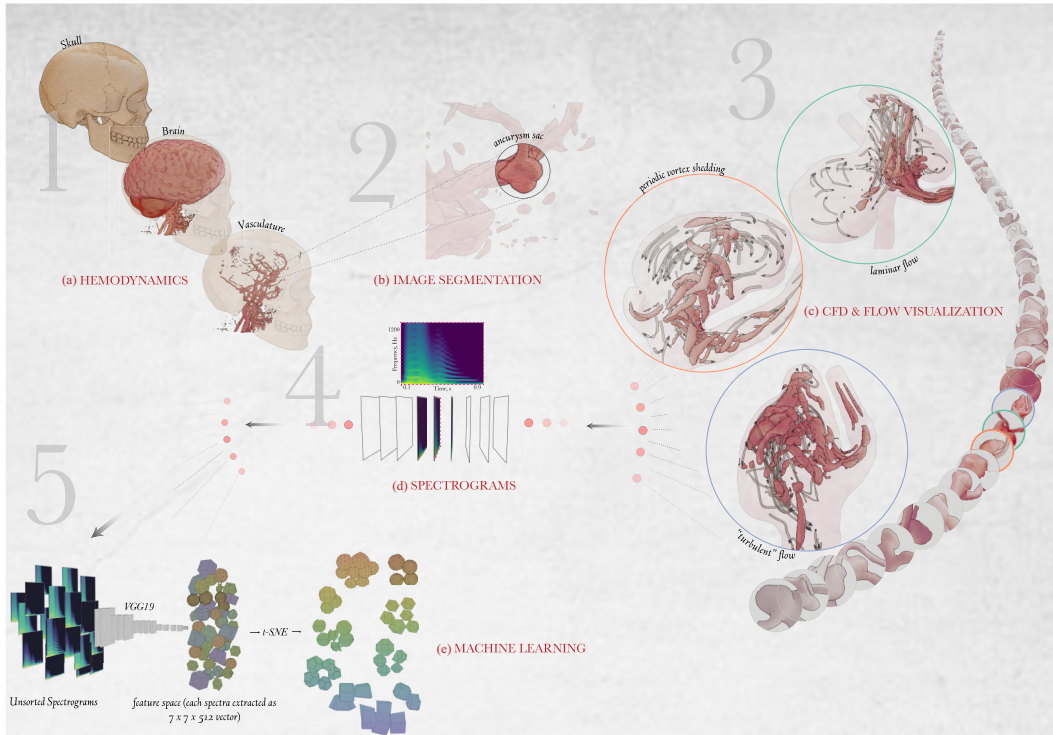 1
Skull
Brain
Vasculature
(a) HEMODYNAMICS
2
aneurysm sac
(b) IMAGE SEGMENTATION
3
periodic vortex shedding
laminar flow
(c) CFD & FLOW VISUALIZATION
"turbulent" flow
4
Frequency, Hz
1200
0
0.1
Time, s
0.9
(d) SPECTROGRAMS
5
VGG19
→ t-SNE →
(e) MACHINE LEARNING
Unsorted Spectrograms
feature space (each spectra extracted as
7 x 7 x 512 vector)